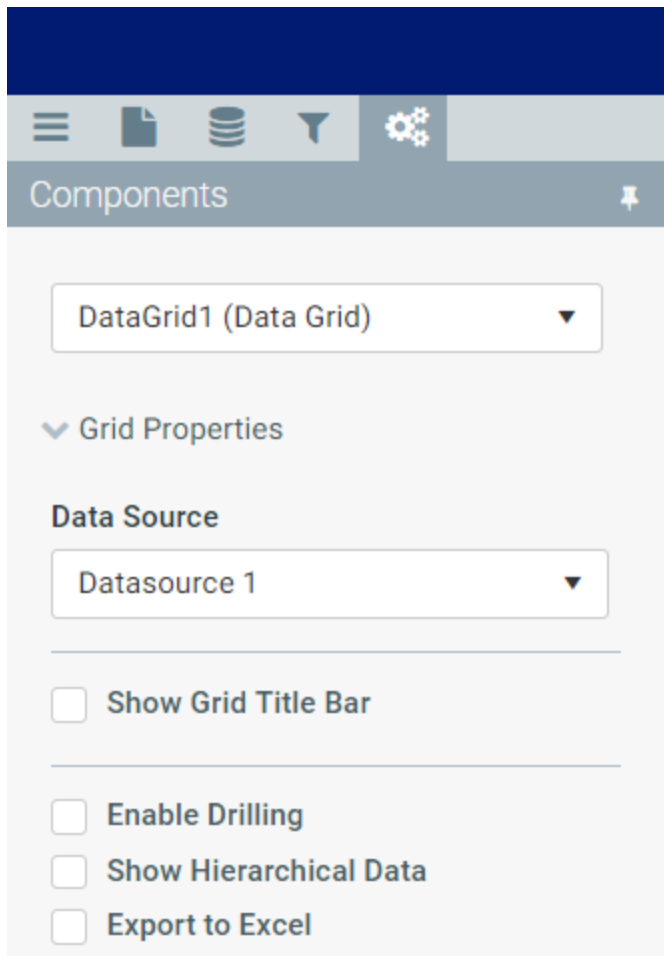 Components
DataGrid1 (Data Grid)
Grid Properties
Data Source
Datasource 1
Show Grid Title Bar
Enable Drilling
Show Hierarchical Data
Export to Excel